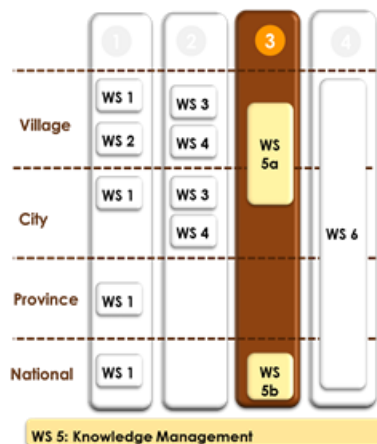 1 2 3 4
Village
WS 1
WS 2
WS 3
WS 4
WS
5a
City
WS 1
WS 3
WS 4
WS 6
Province
WS 1
National
WS 1
WS
5b
WS 5: Knowledge Management